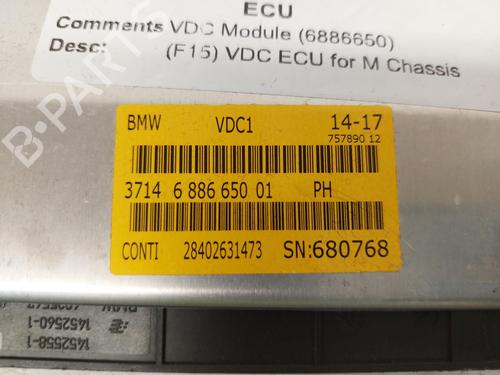 ECU
Comments VDC Module (6886650)
Desc: (F15) VDC ECU for M Chassis
BMW VDC1 14-17
757890 12
3714 6 886 650 01 PH
CONTI 28402631473 SN:680768
1452560-1
1452558-1
B-PARTS